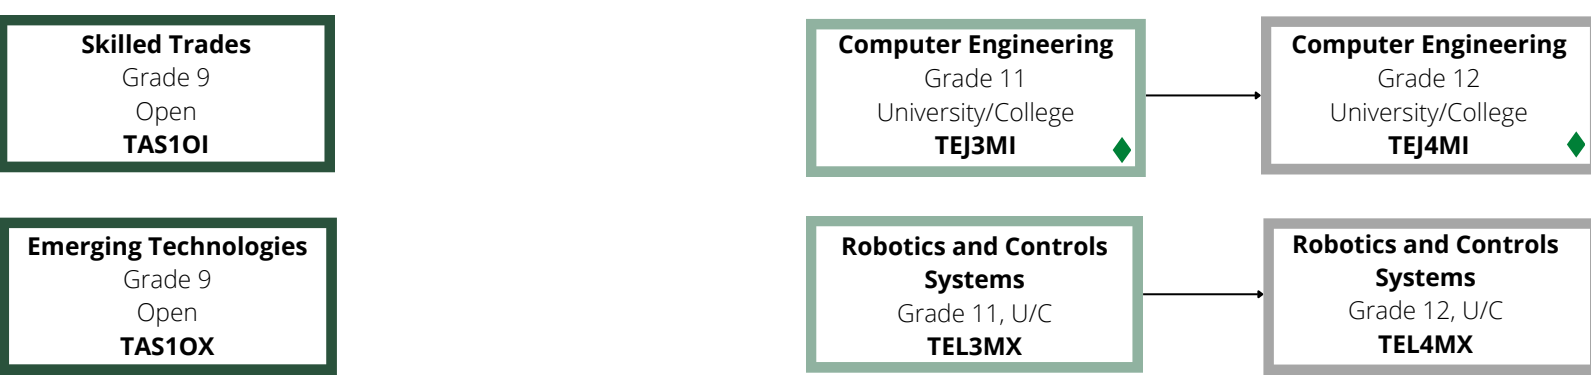 Skilled Trades
Grade 9
Open
TAS1OI
Computer Engineering
Grade 11
University/College
TEJ3MI
Computer Engineering
Grade 12
University/College
TEJ4MI
Emerging Technologies
Grade 9
Open
TAS1OX
Robotics and Controls
Systems
Grade 11, U/C
TEL3MX
Robotics and Controls
Systems
Grade 12, U/C
TEL4MX